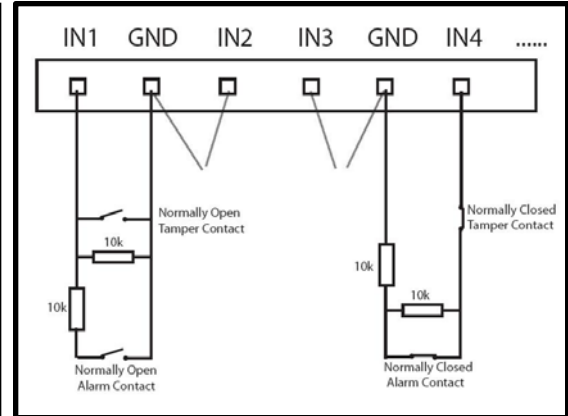 IN1 GND IN2 IN3 GND IN4 ......
Normally Open
Tamper Contact
10k
10k
Normally Open
Alarm Contact
Normally Closed
Tamper Contact
10k
10k
Normally Closed
Alarm Contact